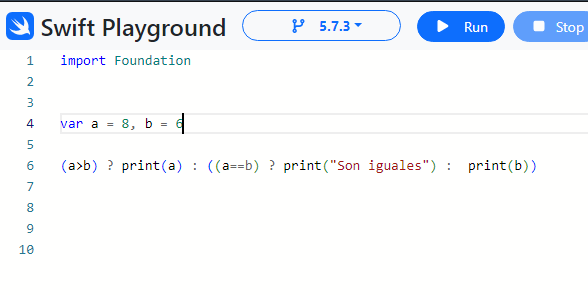 Swift Playground 5.7.3 Run Stop
1 import Foundation
2
3
4 var a = 8, b = 6
5
6 (a>b) ? print(a) : ((a==b) ? print("Son iguales") :  print(b))
7
8
9
10